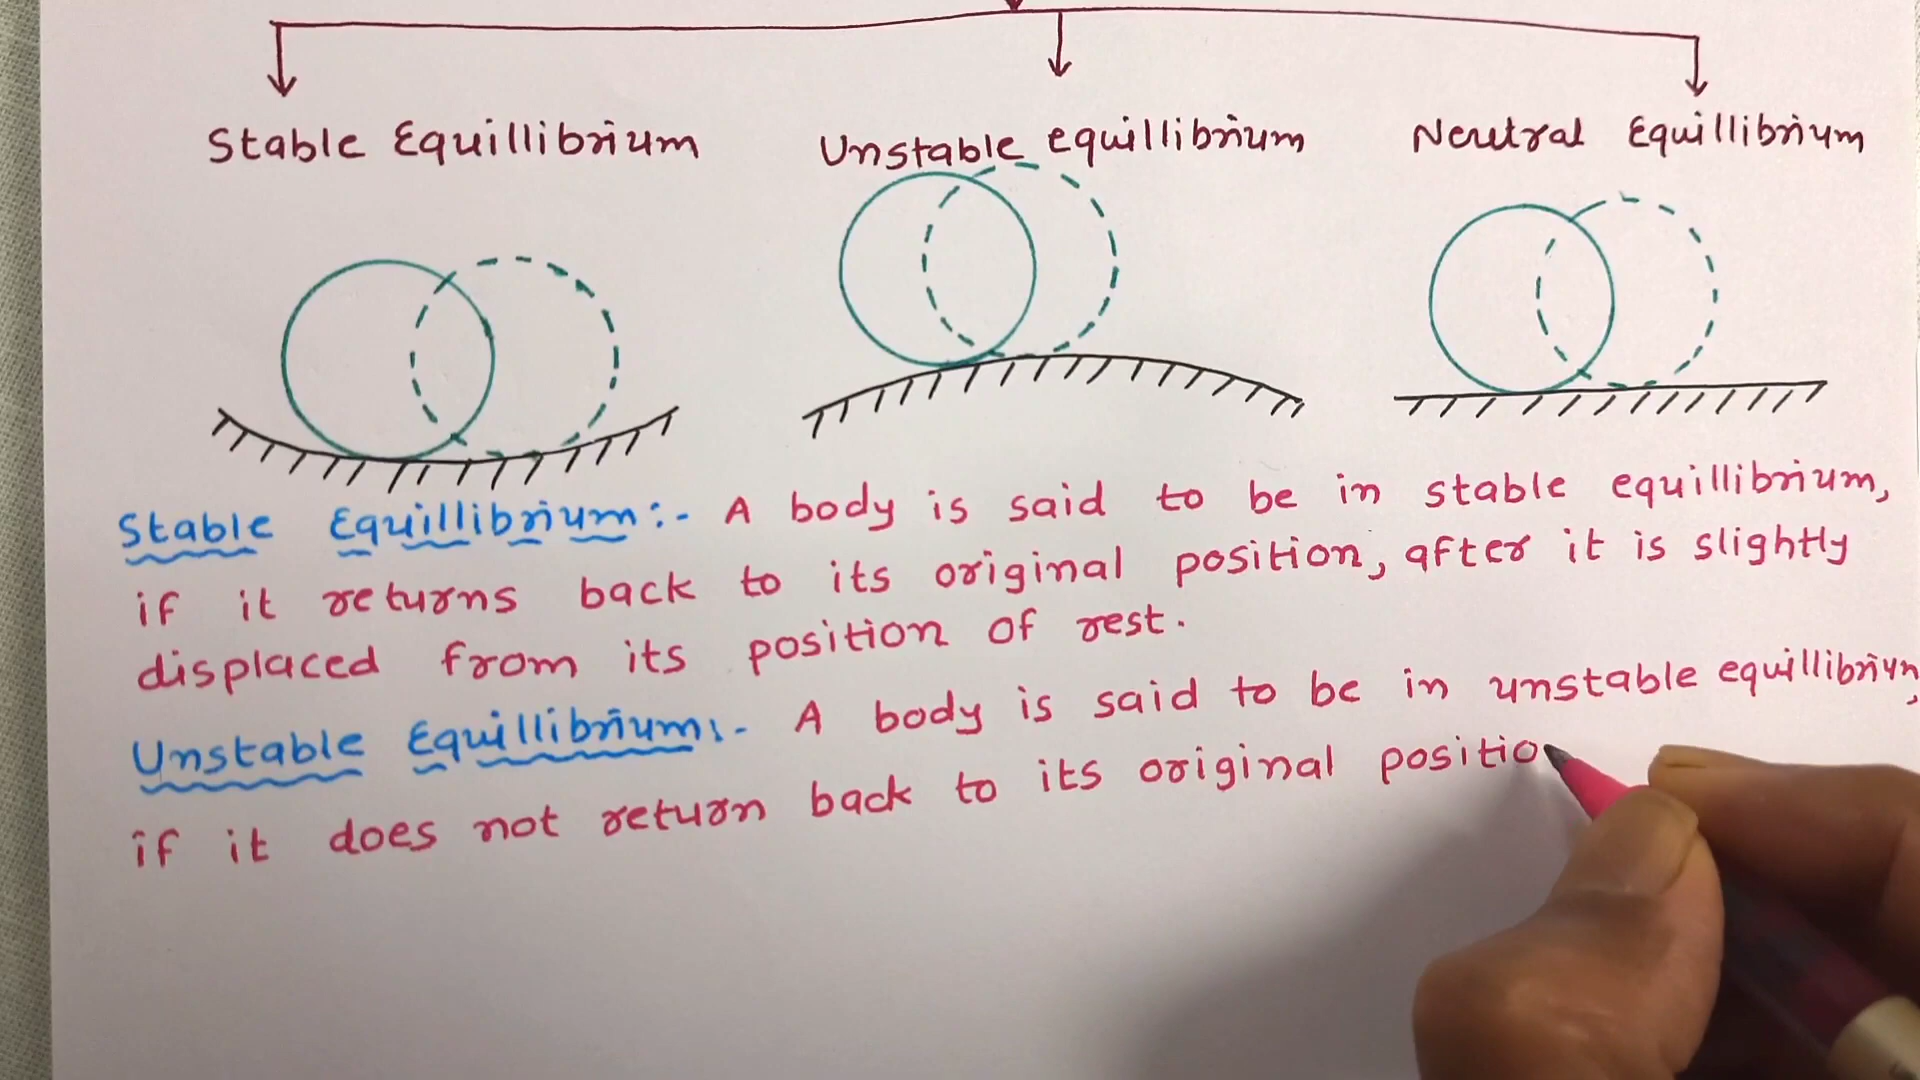 Stable Equillibrium
Unstable equillibrium
Neutral Equillibrium
Stable Equillibrium:- A body is said to be in stable equillibrium,
if it returns back to its original position, after it is slightly
displaced from its position of rest.
Unstable Equillibrium:- A body is said to be in unstable equillibrium,
if it does not return back to its original positio